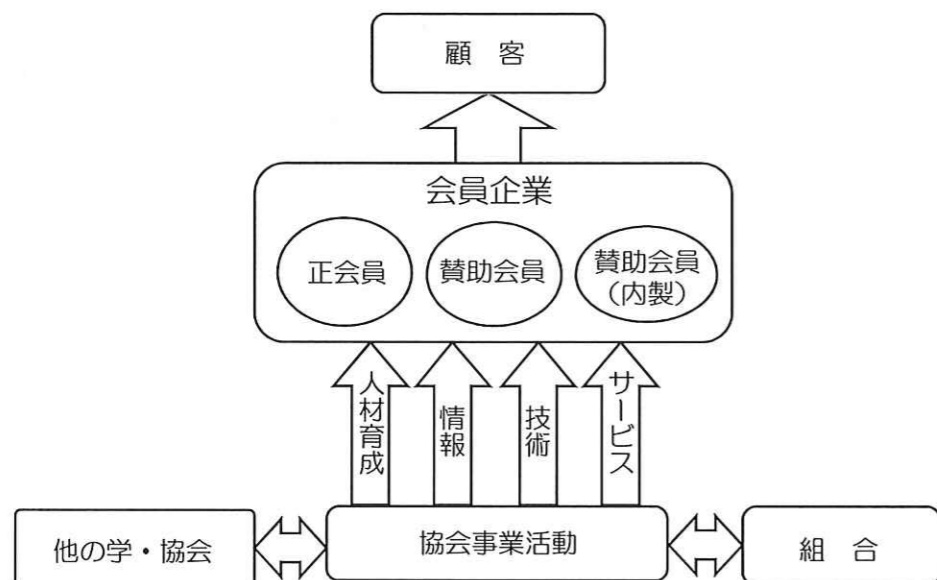 顧　客
会員企業
正会員
賛助会員
賛助会員
（内製）
人材育成
情報
技術
サービス
他の学・協会
協会事業活動
組　合